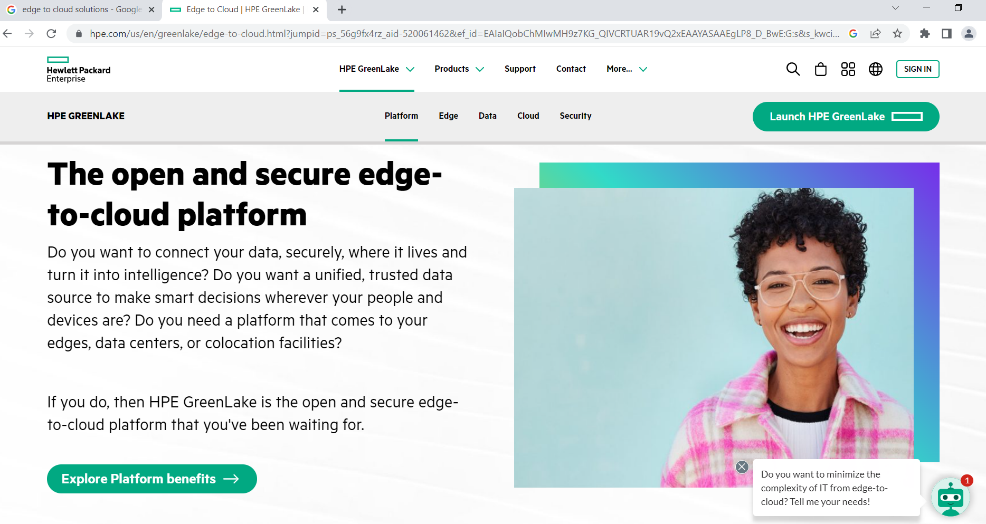 edge to cloud solutions - Google
Edge to Cloud | HPE GreenLake |
hpe.com/us/en/greenlake/edge-to-cloud.html?jumpid=ps_56g9fx4rz_aid-520061462&ef_id=EAIaIQobChMIwMH9z7KG_QIVCRTUAR19vQ2xEAAYASAAEgLP8_D_BwE:G:s&s_kwci...
Hewlett Packard
Enterprise
HPE GreenLake Products Support Contact More... SIGN IN
HPE GREENLAKE Platform Edge Data Cloud Security Launch HPE GreenLake
The open and secure edge-
to-cloud platform
Do you want to connect your data, securely, where it lives and
turn it into intelligence? Do you want a unified, trusted data
source to make smart decisions wherever your people and
devices are? Do you need a platform that comes to your
edges, data centers, or colocation facilities?
If you do, then HPE GreenLake is the open and secure edge-
to-cloud platform that you've been waiting for.
Explore Platform benefits
Do you want to minimize the
complexity of IT from edge-to-
cloud? Tell me your needs!
1